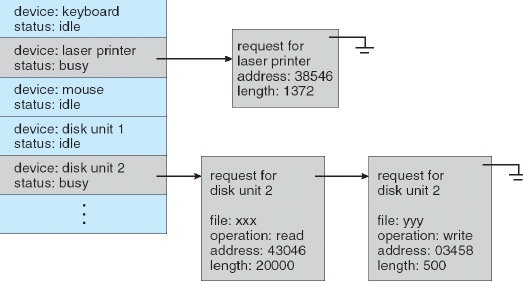 device: keyboard
status: idle
device: laser printer
status: busy
device: mouse
status: idle
device: disk unit 1
status: idle
device: disk unit 2
status: busy
request for
laser printer
address: 38546
length: 1372
request for
disk unit 2
file: xxx
operation: read
address: 43046
length: 20000
request for
disk unit 2
file: yyy
operation: write
address: 03458
length: 500